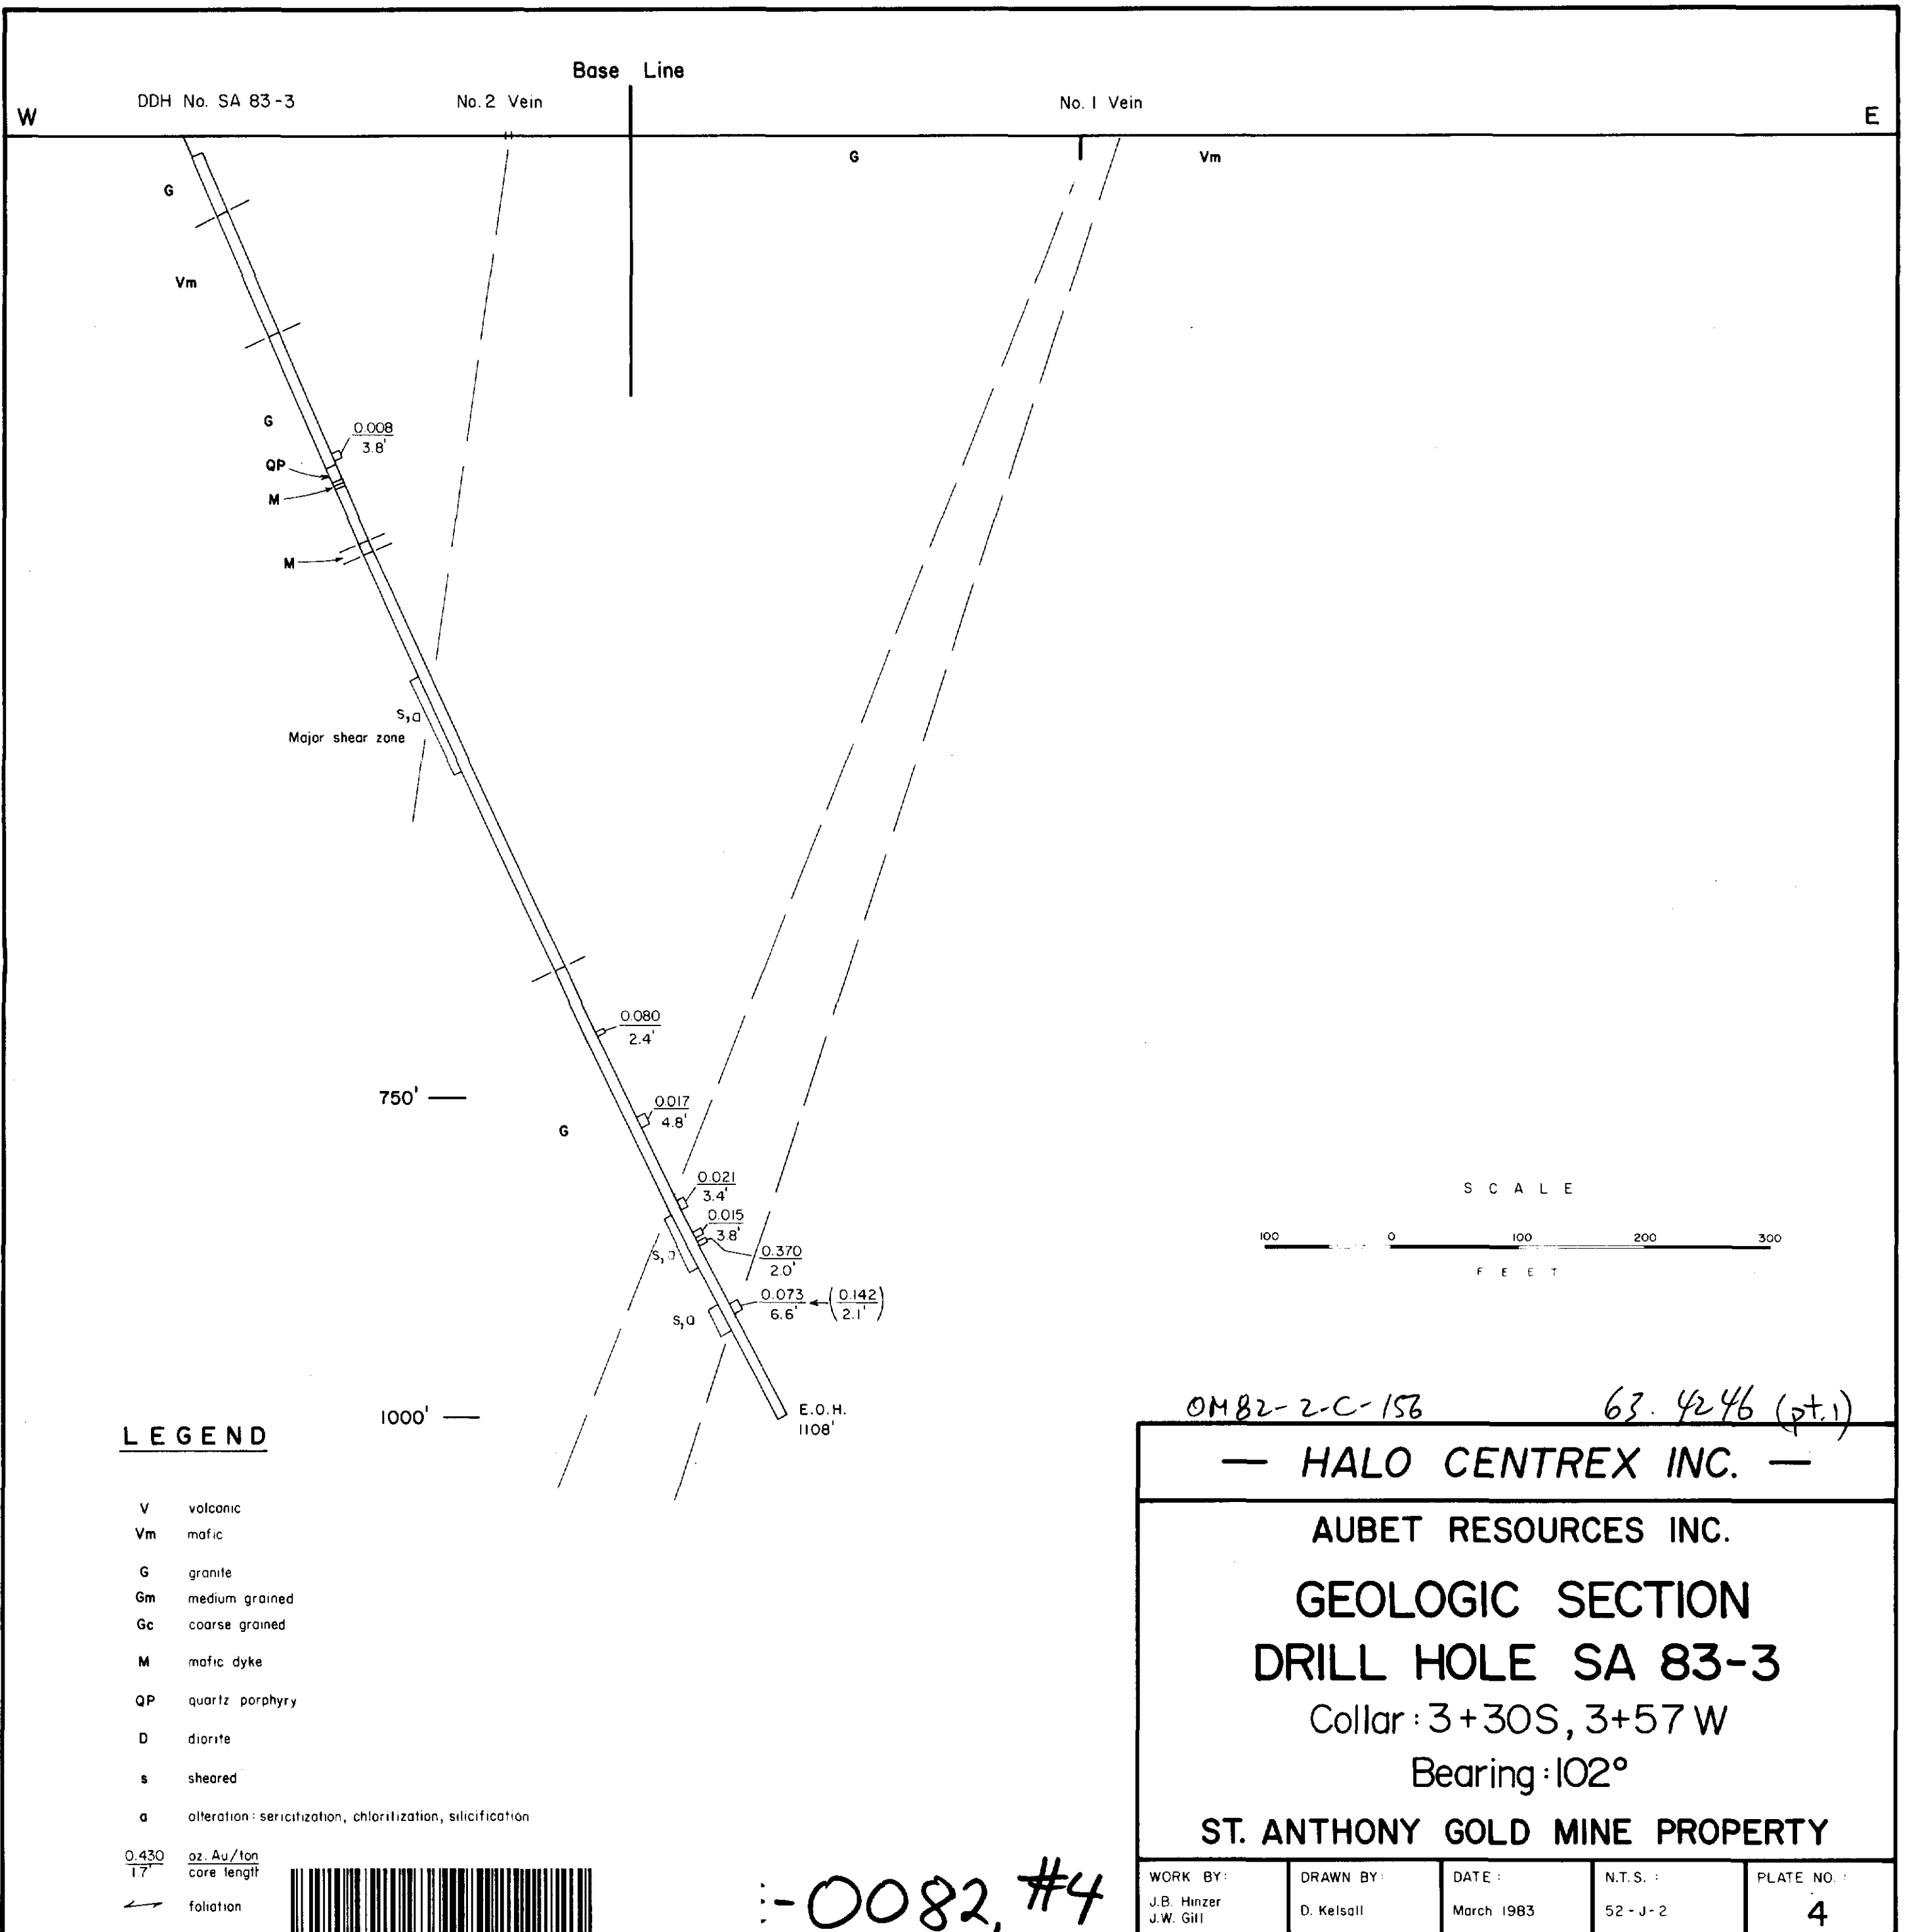 Base Line
DDH No. SA 83-3
No. 2 Vein
No. 1 Vein
W
E
G
Vm
G
Vm
G
0.008
3.8'
QP
M
M
s,a
Major shear zone
0.080
2.4'
750'
0.017
4.8'
G
0.021
3.4'
0.015
3.8'
s,a
0.370
2.0'
0.073 (0.142)
6.6' (2.1')
s,a
1000'
E.O.H.
1108'
SCALE
100 0 100 200 300
FEET
OM82-2-C-156 63.4246 (pt.1)
LEGEND
V volcanic
Vm mafic
G granite
Gm medium grained
Gc coarse grained
M mafic dyke
QP quartz porphyry
D diorite
s sheared
a alteration: sericitization, chloritization, silicification
0.430 oz. Au/ton
1.7' core length
foliation
-0082, #4
— HALO CENTREX INC. —
AUBET RESOURCES INC.
GEOLOGIC SECTION
DRILL HOLE SA 83-3
Collar: 3+30S, 3+57W
Bearing: 102°
ST. ANTHONY GOLD MINE PROPERTY
WORK BY:
J.B. Hinzer
J.W. Gill
DRAWN BY:
D. Kelsall
DATE:
March 1983
N.T.S.:
52-J-2
PLATE NO.:
4